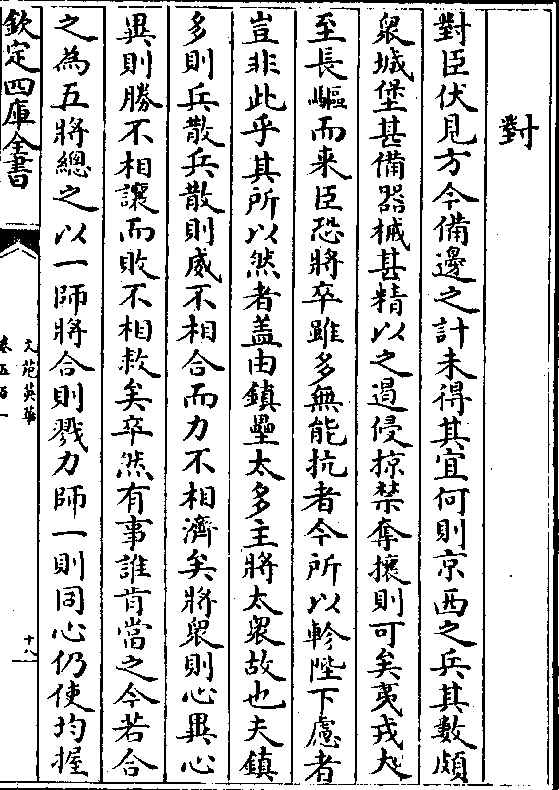 對
對臣伏見方今備邊之計未得其宜何則京西之兵其數頗
衆城堡甚備器械甚精以之遏侵掠禁奪攘則可矣夷戎大
至長驅而来臣恐將卒雖多無能抗者今所以軫陛下慮者
豈非此乎其所以然者盖由鎮壘太多主將太衆故也夫鎮
多則兵散兵散則威不相合而力不相濟矣將衆則心異心
異則勝不相讓而敗不相救矣卒然有事誰肯當之今若合
之為五將總之以一師將合則戮力師一則同心仍使均握
欽定四庫全書
文苑英華
卷五百一
十八